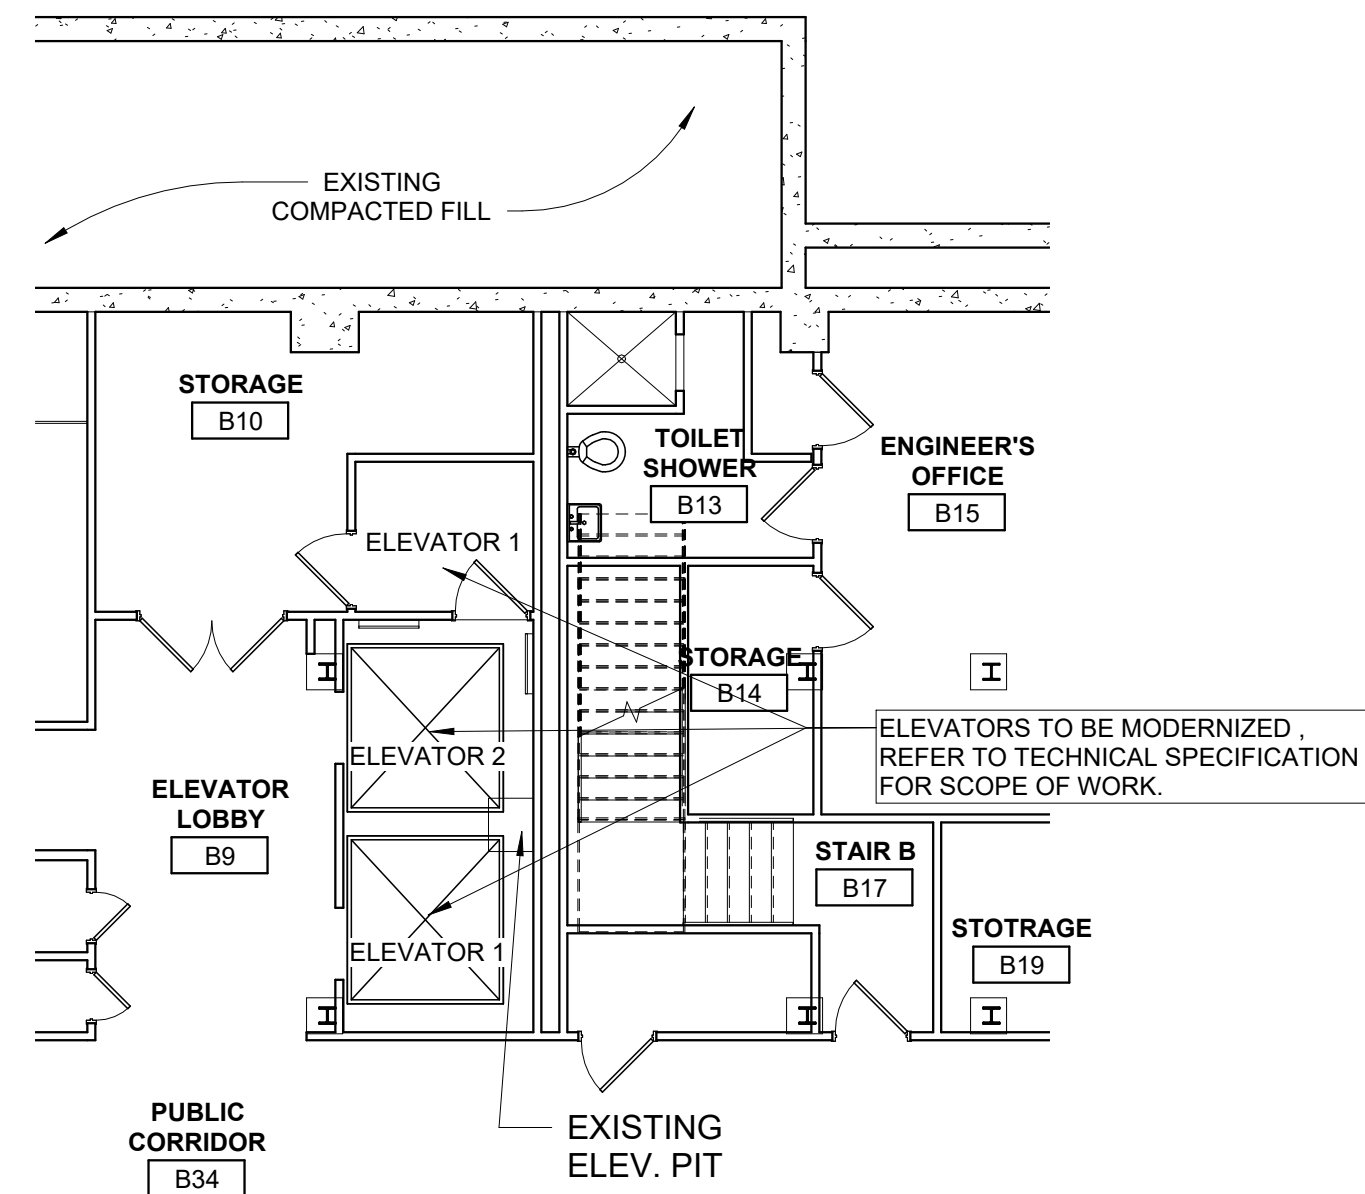 EXISTING
COMPACTED FILL
STORAGE
B10
TOILET
SHOWER
B13
ENGINEER'S
OFFICE
B15
ELEVATOR 1
STORAGE
B14
ELEVATORS TO BE MODERNIZED ,
REFER TO TECHNICAL SPECIFICATION
FOR SCOPE OF WORK.
ELEVATOR 2
ELEVATOR
LOBBY
B9
STAIR B
B17
ELEVATOR 1
STOTRAGE
B19
PUBLIC
CORRIDOR
B34
EXISTING
ELEV. PIT